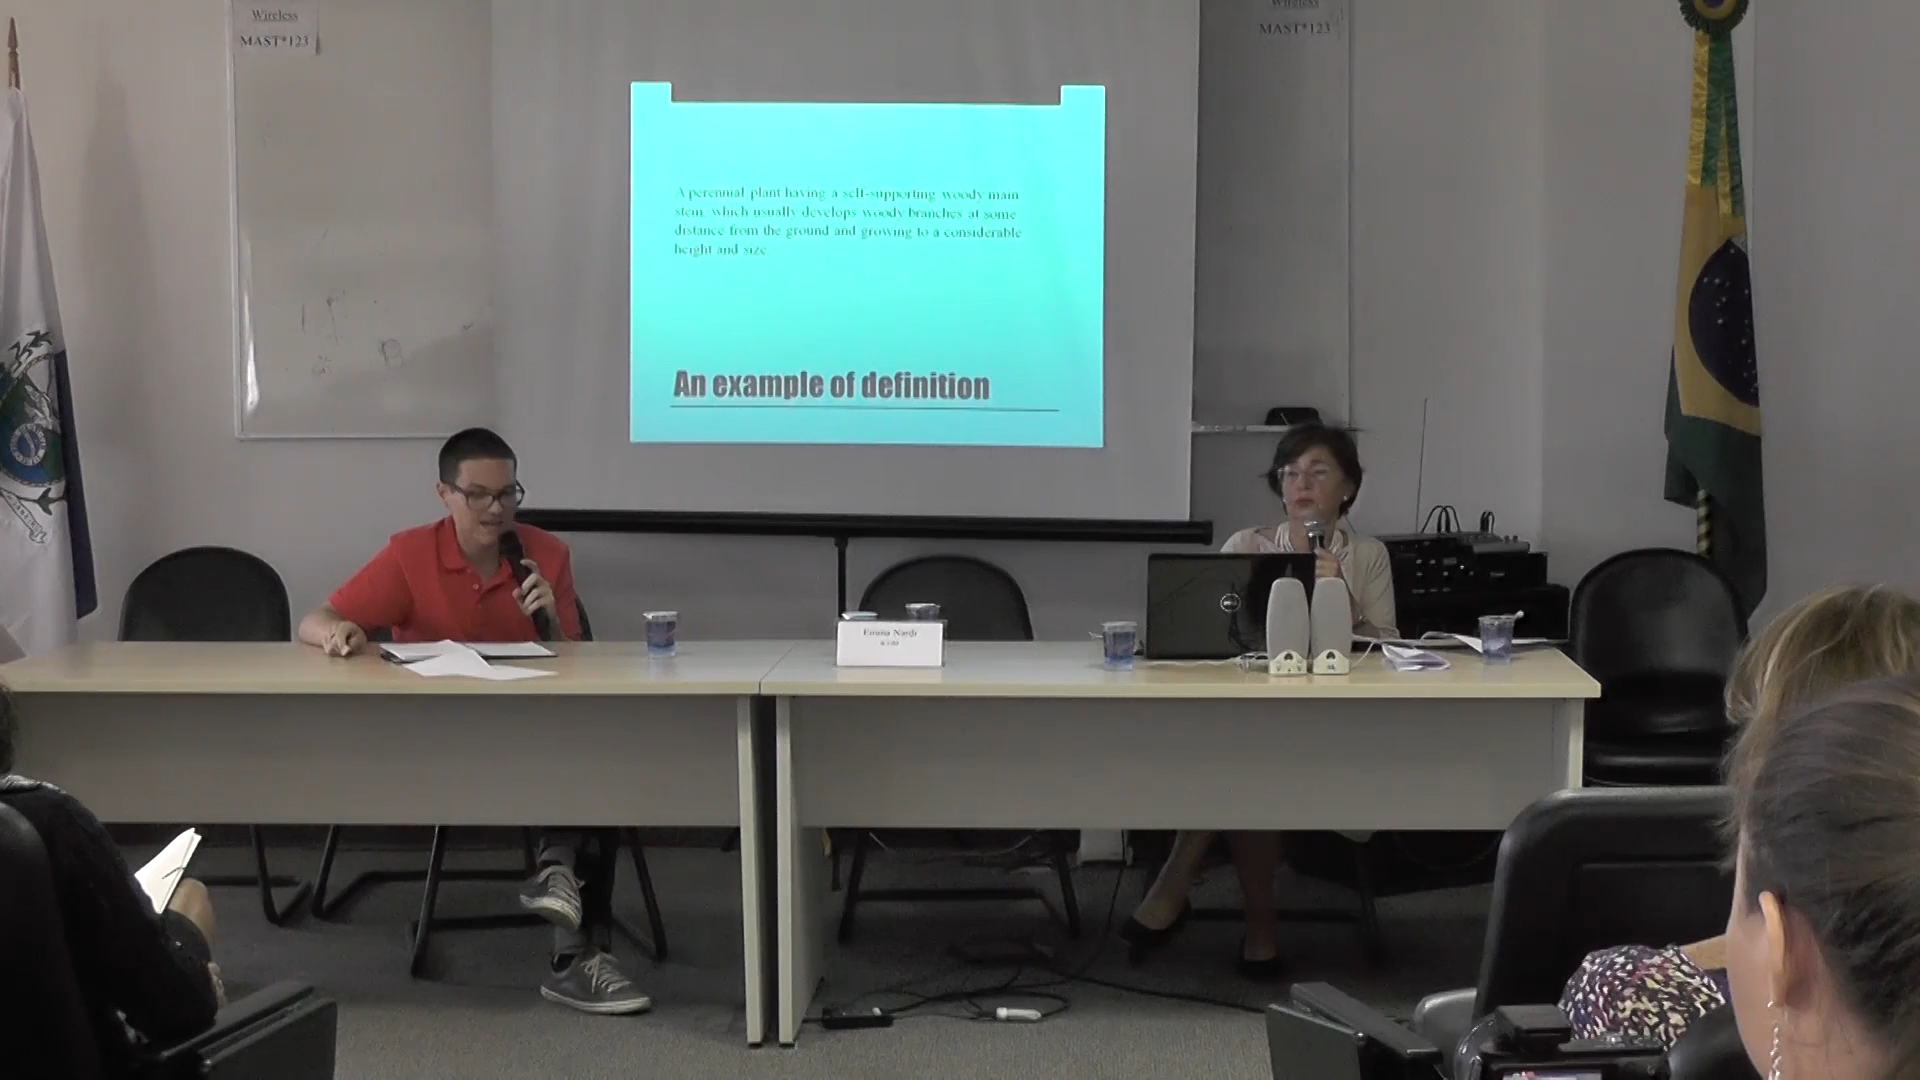 Wireless
MAST*123
Wireless
MAST*123
A perennial plant having a self-supporting woody main
stem, which usually develops woody branches at some
distance from the ground and growing to a considerable
height and size
An example of definition
Nardi